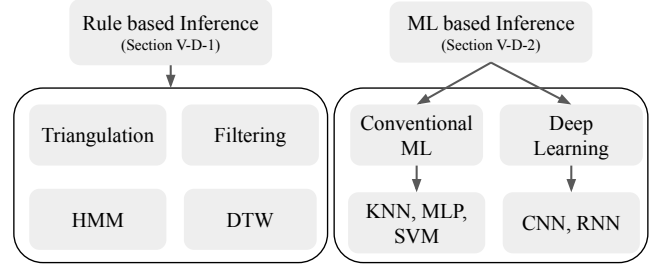 Rule based Inference
(Section V-D-1)
ML based Inference
(Section V-D-2)
Triangulation
Filtering
HMM
DTW
Conventional
ML
Deep
Learning
KNN, MLP,
SVM
CNN, RNN